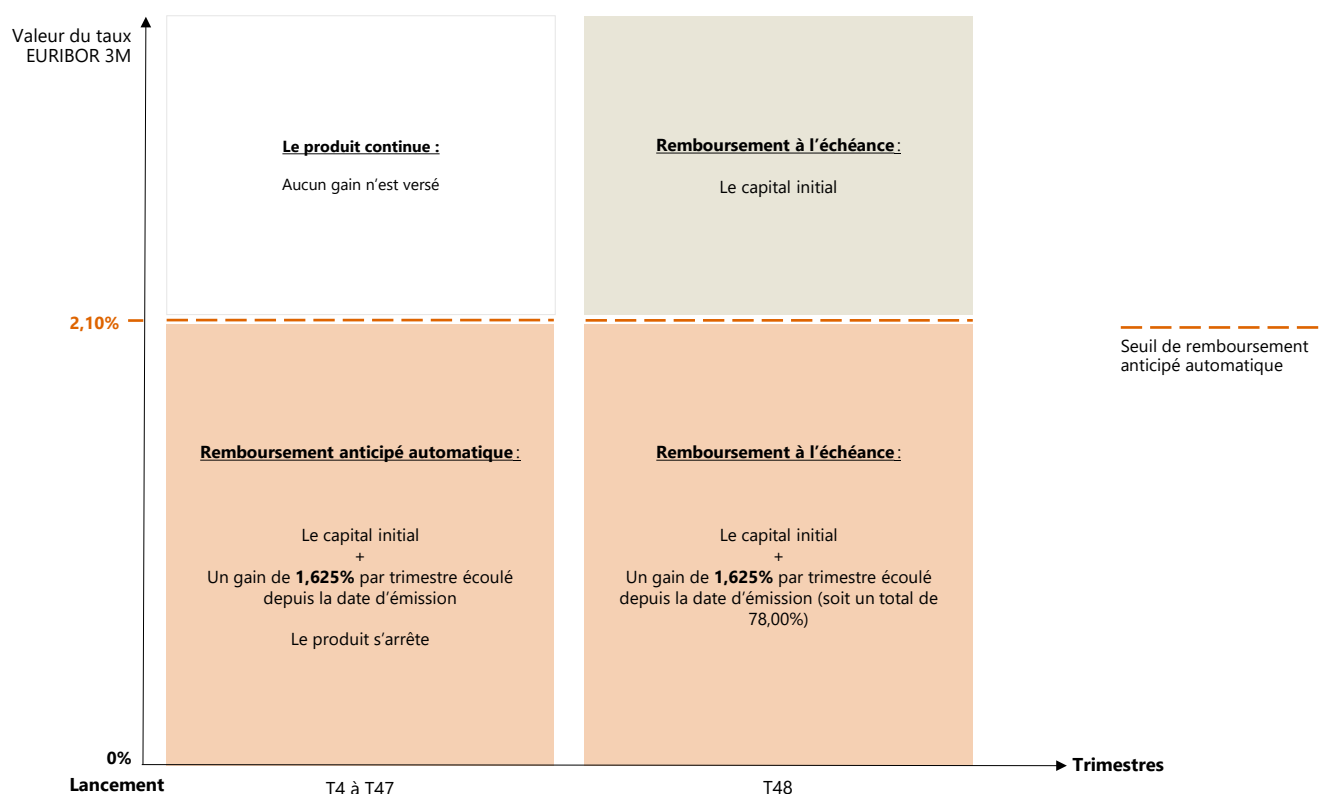 Valeur du taux
EURIBOR 3M
Le produit continue :
Aucun gain n'est versé
Remboursement à l'échéance :
Le capital initial
2,10%
Seuil de remboursement
anticipé automatique
Remboursement anticipé automatique :
Le capital initial
+
Un gain de 1,625% par trimestre écoulé
depuis la date d'émission
Le produit s'arrête
Remboursement à l'échéance :
Le capital initial
+
Un gain de 1,625% par trimestre écoulé
depuis la date d'émission (soit un total de
78,00%)
0%
Lancement
T4 à T47
T48
Trimestres